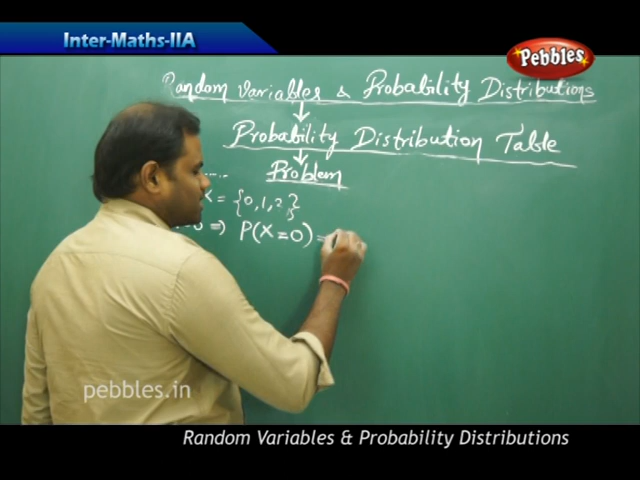 Inter-Maths-IIA
Pebbles
Random Variables & Probability Distributions
Probability Distribution Table
Problem
X = {0, 1, 2}
⇒ P(X=0) =
pebbles.in
Random Variables & Probability Distributions